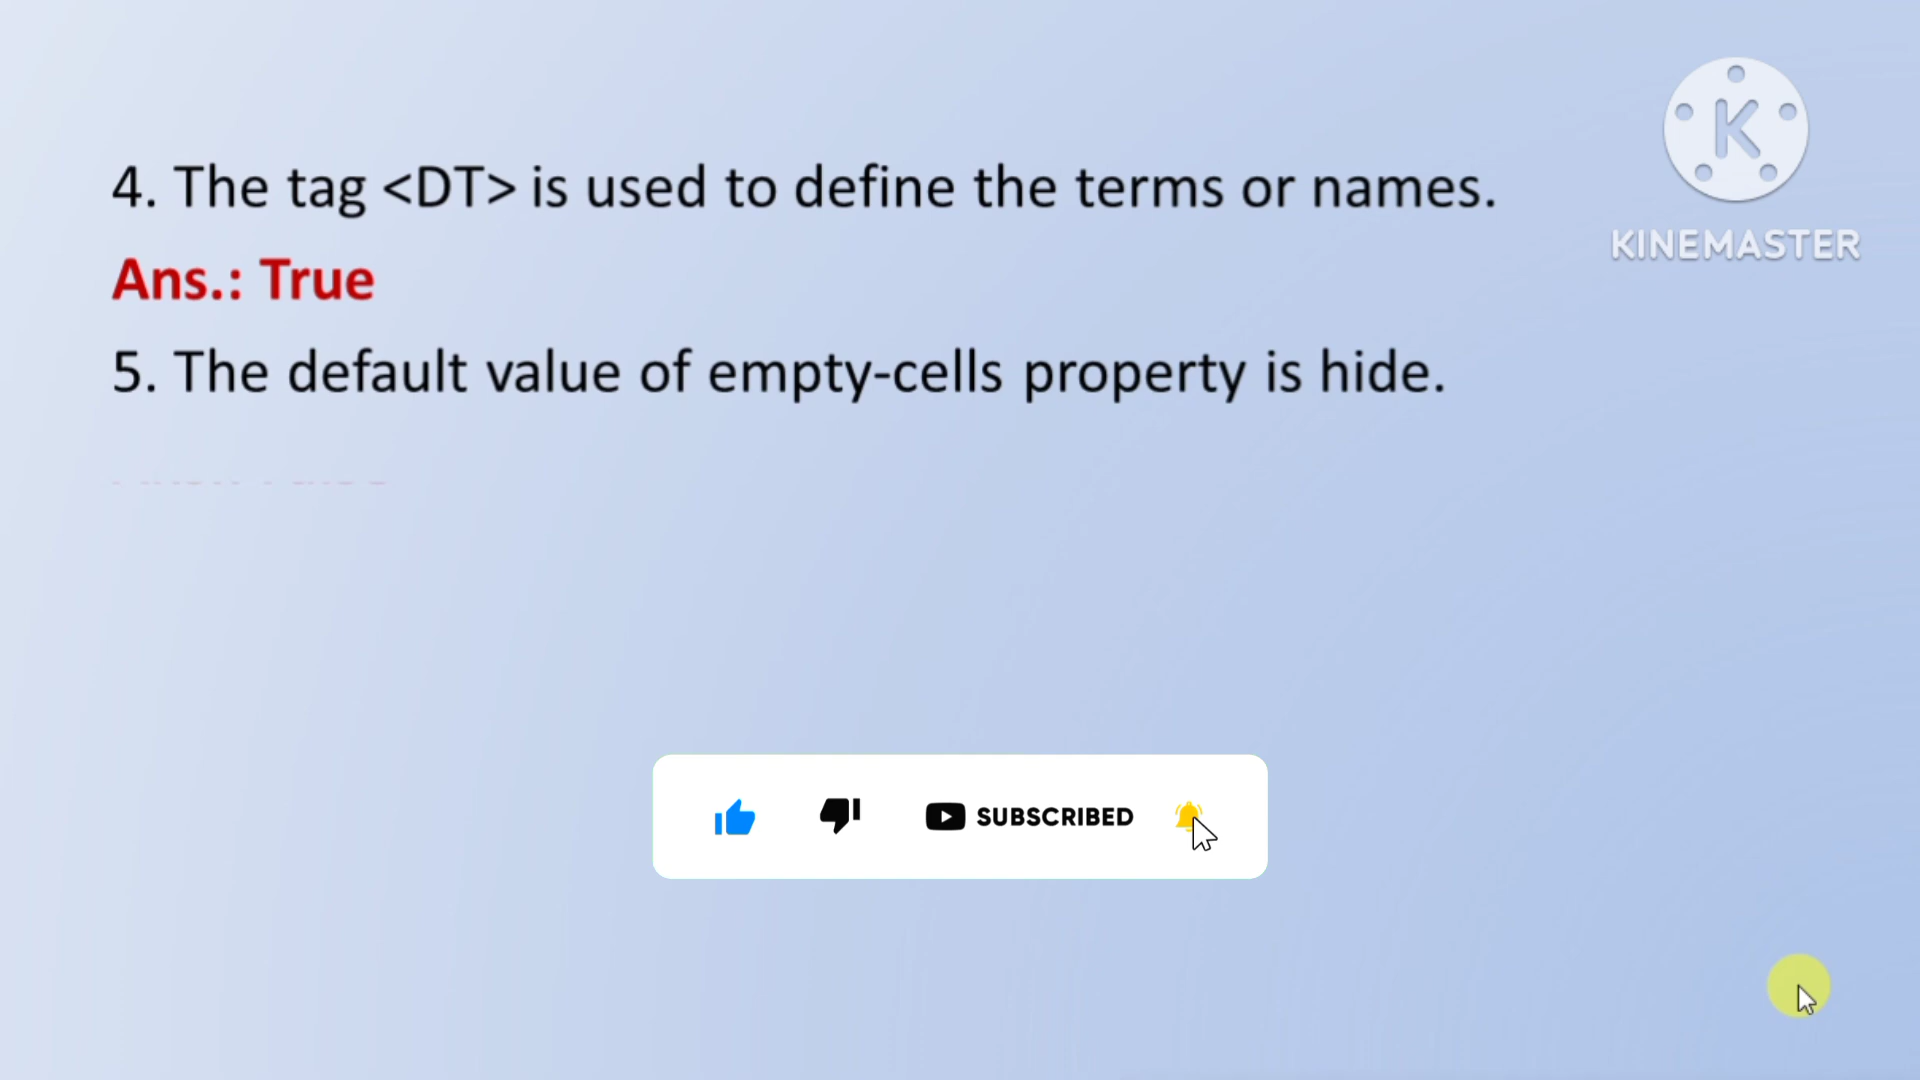 4. The tag <DT> is used to define the terms or names.
Ans.: True
5. The default value of empty-cells property is hide.
K
KINEMASTER
SUBSCRIBED